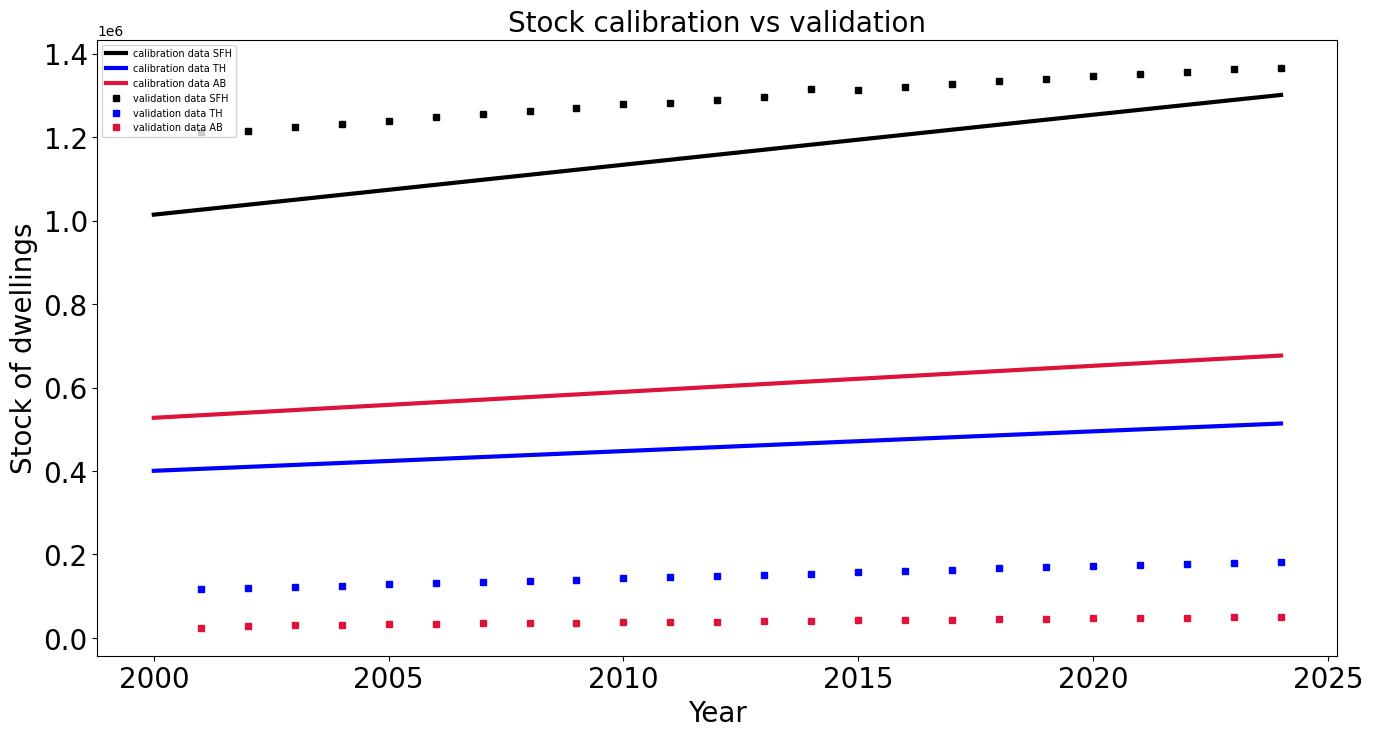 Stock calibration vs validation
1e6
calibration data SFH
calibration data TH
calibration data AB
validation data SFH
validation data TH
validation data AB
1.4
1.2
1.0
0.8
0.6
0.4
0.2
0.0
Stock of dwellings
2000 2005 2010 2015 2020 2025
Year